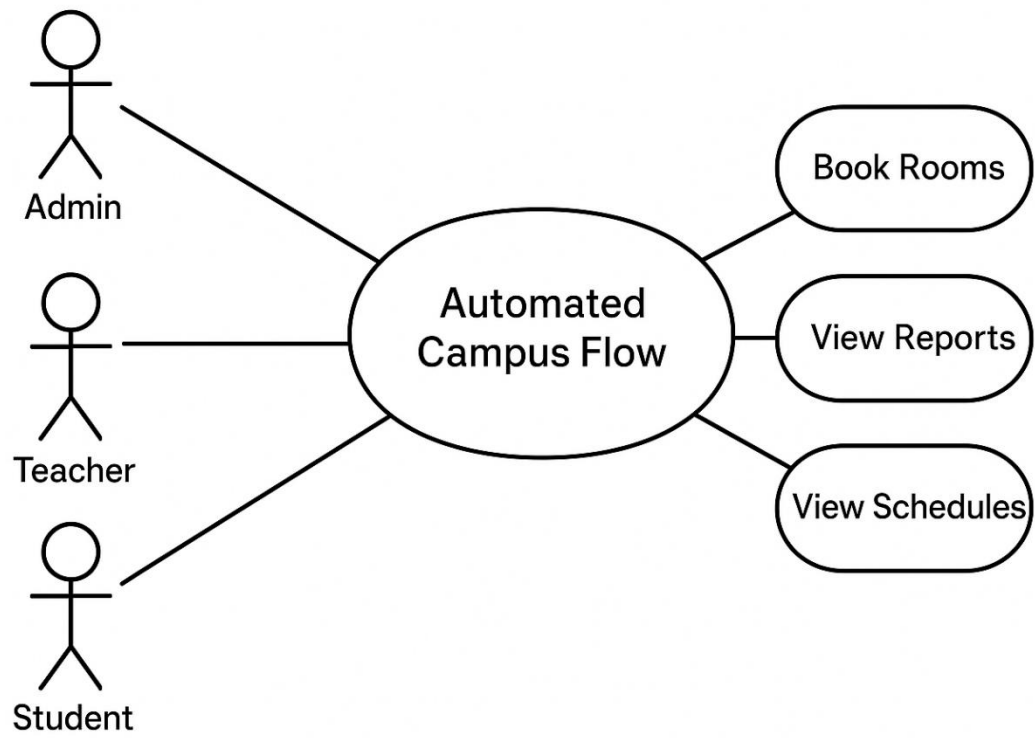 Admin
Teacher
Student
Automated
Campus Flow
Book Rooms
View Reports
View Schedules